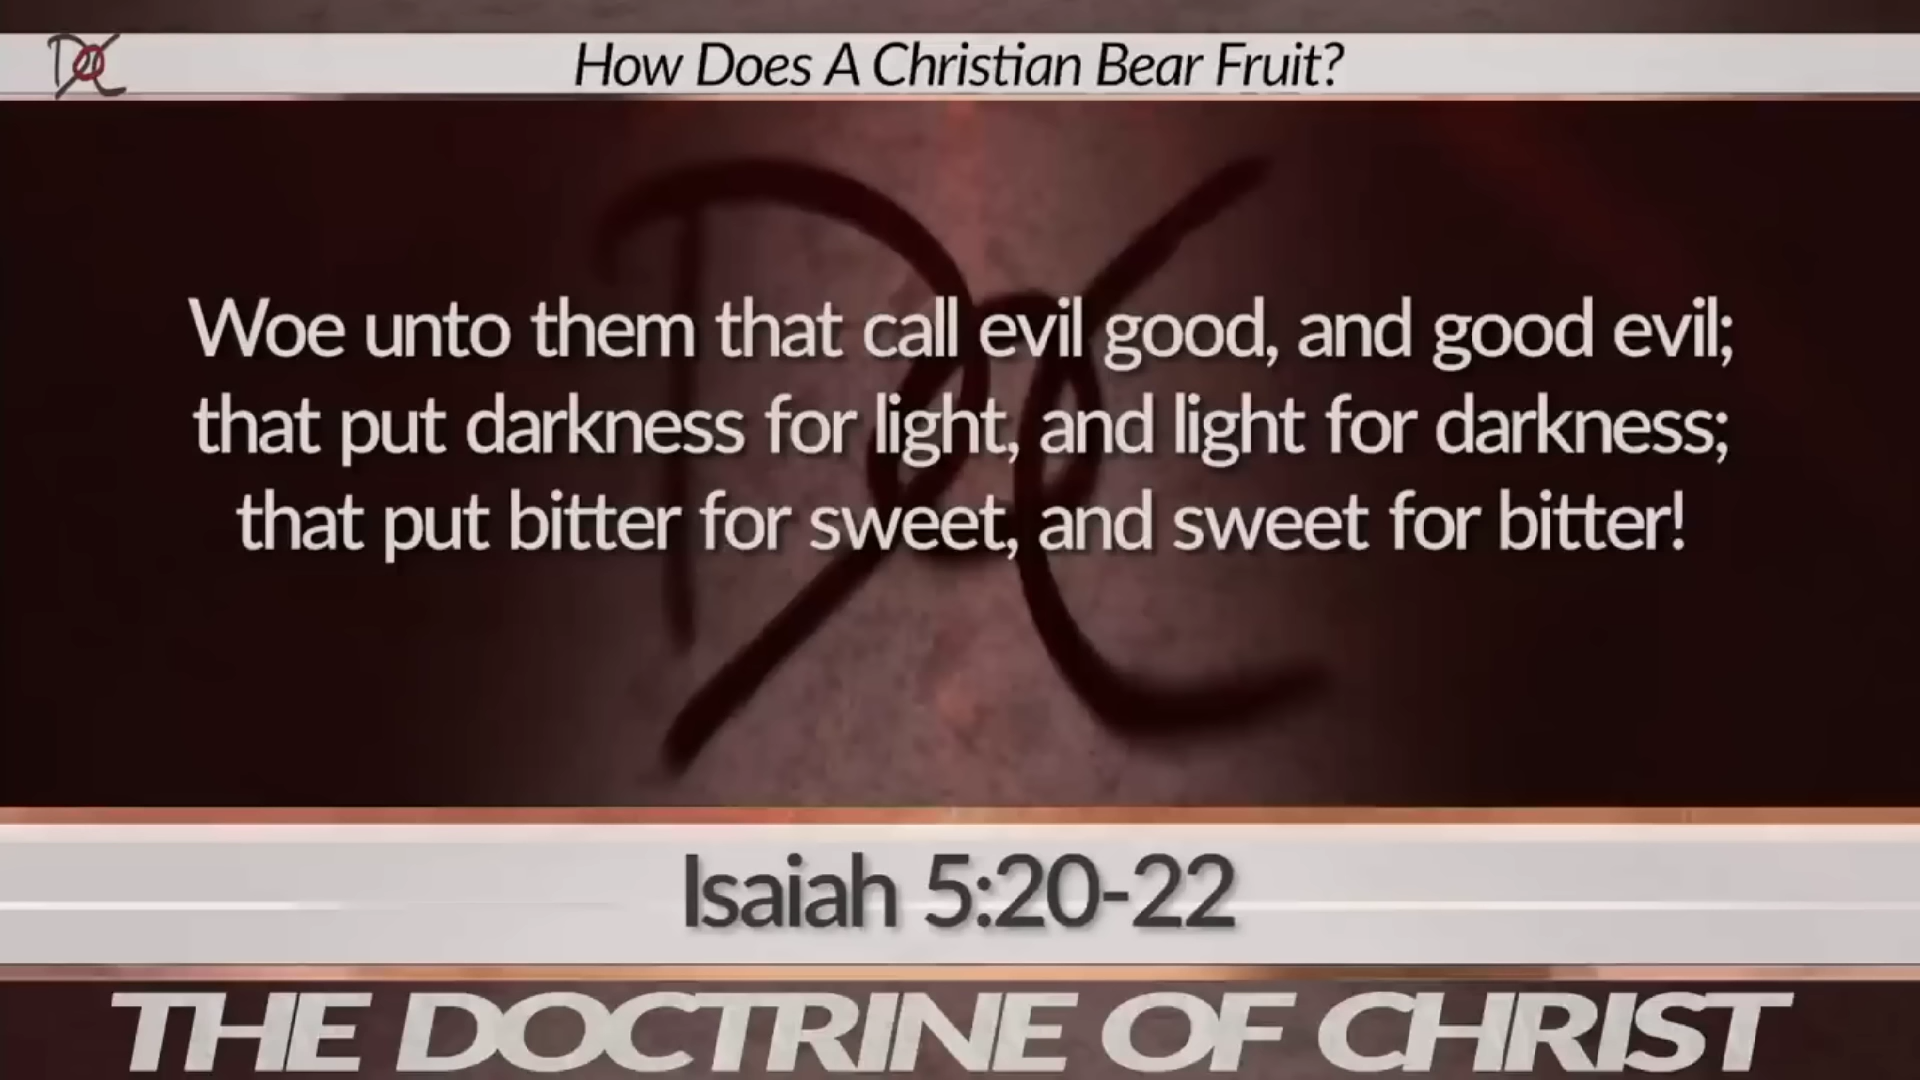 How Does A Christian Bear Fruit?
Woe unto them that call evil good, and good evil;
that put darkness for light, and light for darkness;
that put bitter for sweet, and sweet for bitter!
Isaiah 5:20-22
THE DOCTRINE OF CHRIST